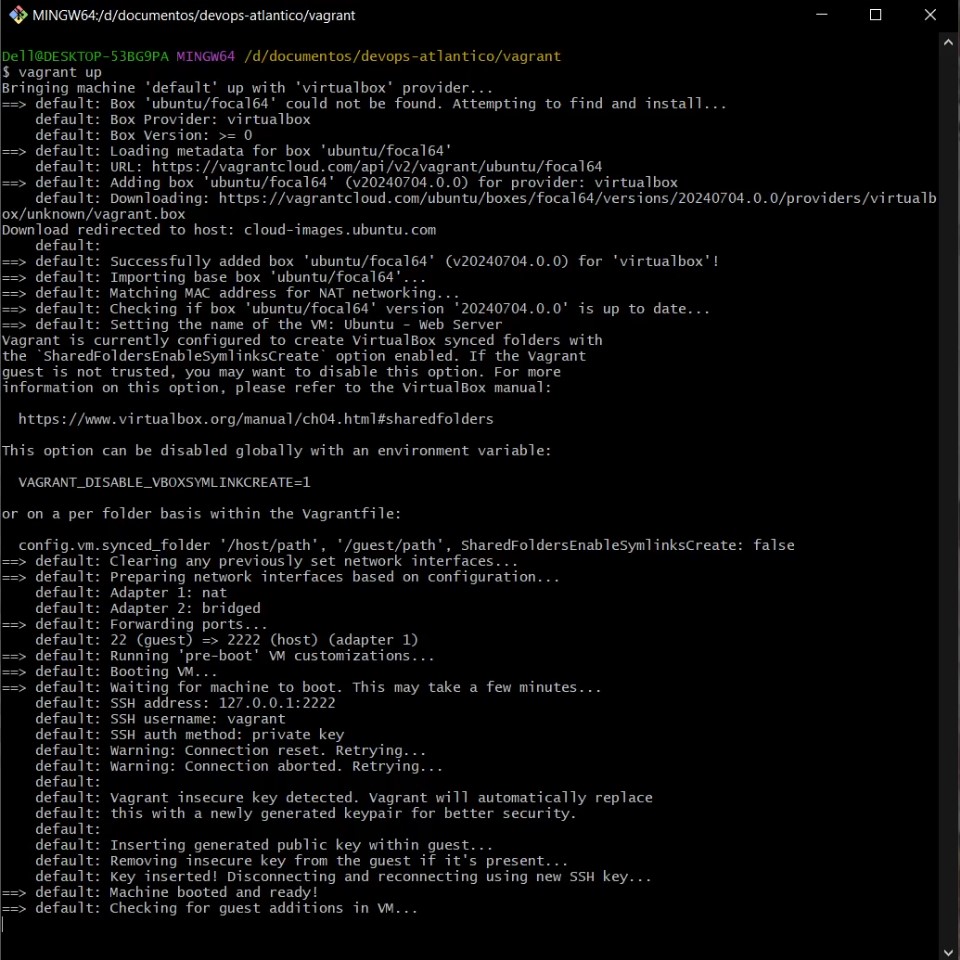 MINGW64:/d/documentos/devops-atlantico/vagrant
Dell@DESKTOP-53BG9PA MINGW64 /d/documentos/devops-atlantico/vagrant
$ vagrant up
Bringing machine 'default' up with 'virtualbox' provider...
==> default: Box 'ubuntu/focal64' could not be found. Attempting to find and install...
    default: Box Provider: virtualbox
    default: Box Version: >= 0
==> default: Loading metadata for box 'ubuntu/focal64'
    default: URL: https://vagrantcloud.com/api/v2/vagrant/ubuntu/focal64
==> default: Adding box 'ubuntu/focal64' (v20240704.0.0) for provider: virtualbox
    default: Downloading: https://vagrantcloud.com/ubuntu/boxes/focal64/versions/20240704.0.0/providers/virtualb
ox/unknown/vagrant.box
Download redirected to host: cloud-images.ubuntu.com
    default:
==> default: Successfully added box 'ubuntu/focal64' (v20240704.0.0) for 'virtualbox'!
==> default: Importing base box 'ubuntu/focal64'...
==> default: Matching MAC address for NAT networking...
==> default: Checking if box 'ubuntu/focal64' version '20240704.0.0' is up to date...
==> default: Setting the name of the VM: Ubuntu - Web Server
Vagrant is currently configured to create VirtualBox synced folders with
the `SharedFoldersEnableSymlinksCreate` option enabled. If the Vagrant
guest is not trusted, you may want to disable this option. For more
information on this option, please refer to the VirtualBox manual:
  https://www.virtualbox.org/manual/ch04.html#sharedfolders
This option can be disabled globally with an environment variable:
  VAGRANT_DISABLE_VBOXSYMLINKCREATE=1
or on a per folder basis within the Vagrantfile:
  config.vm.synced_folder '/host/path', '/guest/path', SharedFoldersEnableSymlinksCreate: false
==> default: Clearing any previously set network interfaces...
==> default: Preparing network interfaces based on configuration...
    default: Adapter 1: nat
    default: Adapter 2: bridged
==> default: Forwarding ports...
    default: 22 (guest) => 2222 (host) (adapter 1)
==> default: Running 'pre-boot' VM customizations...
==> default: Booting VM...
==> default: Waiting for machine to boot. This may take a few minutes...
    default: SSH address: 127.0.0.1:2222
    default: SSH username: vagrant
    default: SSH auth method: private key
    default: Warning: Connection reset. Retrying...
    default: Warning: Connection aborted. Retrying...
    default:
    default: Vagrant insecure key detected. Vagrant will automatically replace
    default: this with a newly generated keypair for better security.
    default:
    default: Inserting generated public key within guest...
    default: Removing insecure key from the guest if it's present...
    default: Key inserted! Disconnecting and reconnecting using new SSH key...
==> default: Machine booted and ready!
==> default: Checking for guest additions in VM...